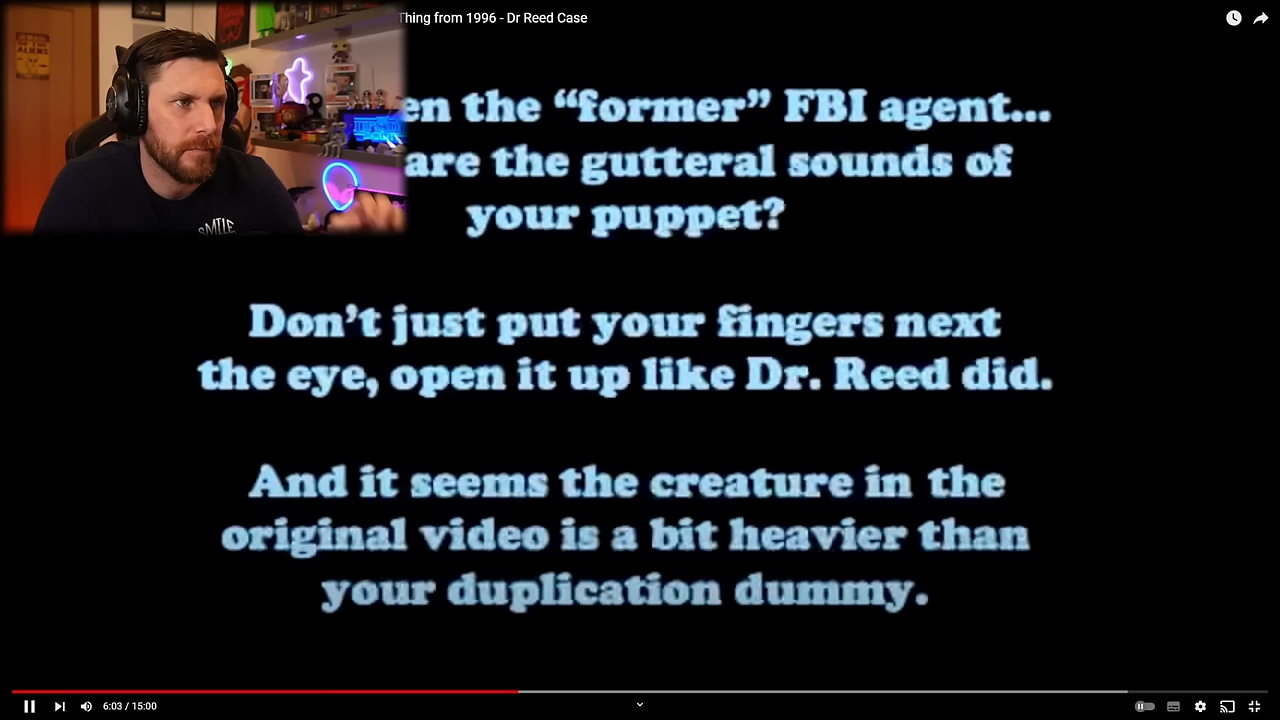 Thing from 1996 - Dr Reed Case
en the “former” FBI agent...
are the gutteral sounds of
your puppet?
Don’t just put your fingers next
the eye, open it up like Dr. Reed did.
And it seems the creature in the
original video is a bit heavier than
your duplication dummy.
SMILE
6:03 / 15:00